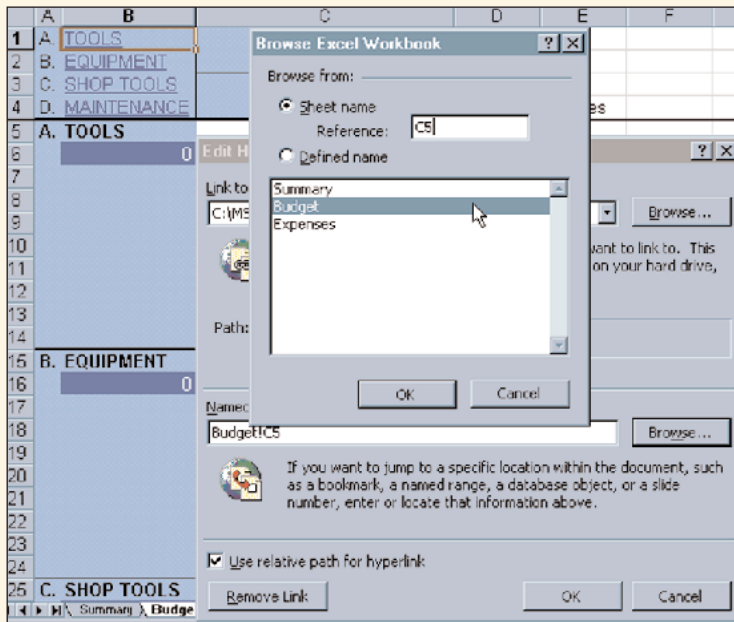 A B C D E F
1 A. TOOLS
2 B. EQUIPMENT
3 C. SHOP TOOLS
4 D. MAINTENANCE es
5 A. TOOLS
6 0
7
8
9
10
11
12
13
14
15 B. EQUIPMENT
16 0
17
18
19
20
21
22
23
24
25 C. SHOP TOOLS
Summary Budge
Browse Excel Workbook ? X
Browse from:
Sheet name
Reference: C5
Defined name
Summary
Budget
Expenses
OK Cancel
Edit H ? X
Link to
C:\MS Browse...
want to link to. This
on your hard drive,
Path:
Named
Budget!C5 Browse...
If you want to jump to a specific location within the document, such
as a bookmark, a named range, a database object, or a slide
number, enter or locate that information above.
Use relative path for hyperlink
Remove Link OK Cancel